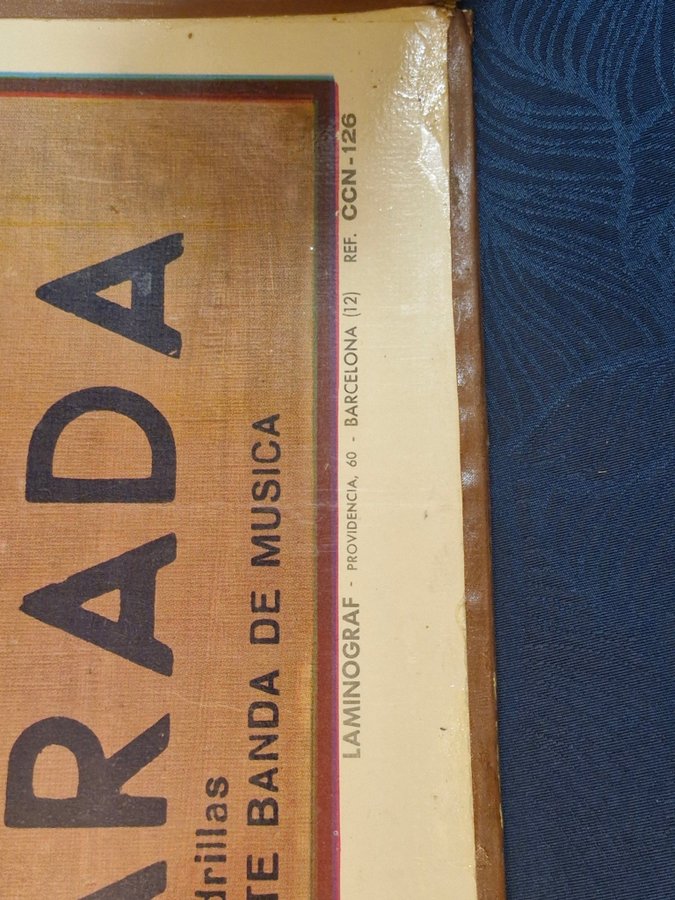 ARADA
drillas
TE BANDA DE MUSICA
LAMINOGRAF - PROVIDENCIA, 60 - BARCELONA (12) REF. CCN-126